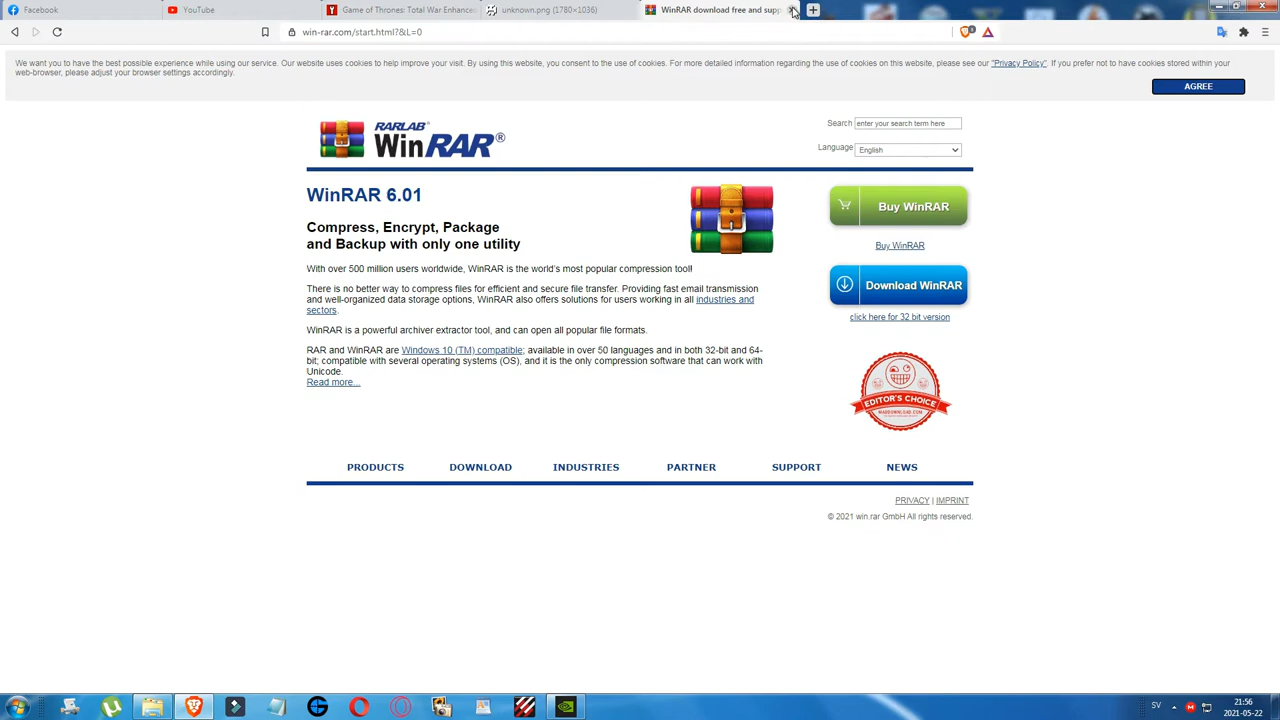 Facebook
YouTube
Game of Thrones: Total War Enhance
unknown.png (1780×1036)
WinRAR download free and supp
win-rar.com/start.html?&L=0
We want you to have the best possible experience while using our service. Our website uses cookies to help improve your visit. By using this website, you consent to the use of cookies. For more detailed information regarding the use of cookies on this website, please see our "Privacy Policy". If you prefer not to have cookies stored within your
web-browser, please adjust your browser settings accordingly.
AGREE
RARLAB®
WinRAR®
Search enter your search term here
Language English
WinRAR 6.01
Compress, Encrypt, Package
and Backup with only one utility
With over 500 million users worldwide, WinRAR is the world's most popular compression tool!
There is no better way to compress files for efficient and secure file transfer. Providing fast email transmission
and well-organized data storage options, WinRAR also offers solutions for users working in all industries and
sectors.
WinRAR is a powerful archiver extractor tool, and can open all popular file formats.
RAR and WinRAR are Windows 10 (TM) compatible; available in over 50 languages and in both 32-bit and 64-
bit; compatible with several operating systems (OS), and it is the only compression software that can work with
Unicode.
Read more...
Buy WinRAR
Buy WinRAR
Download WinRAR
click here for 32 bit version
EDITOR'S CHOICE
PRODUCTS
DOWNLOAD
INDUSTRIES
PARTNER
SUPPORT
NEWS
PRIVACY | IMPRINT
© 2021 win.rar GmbH All rights reserved.
SV
21:56
2021-05-22